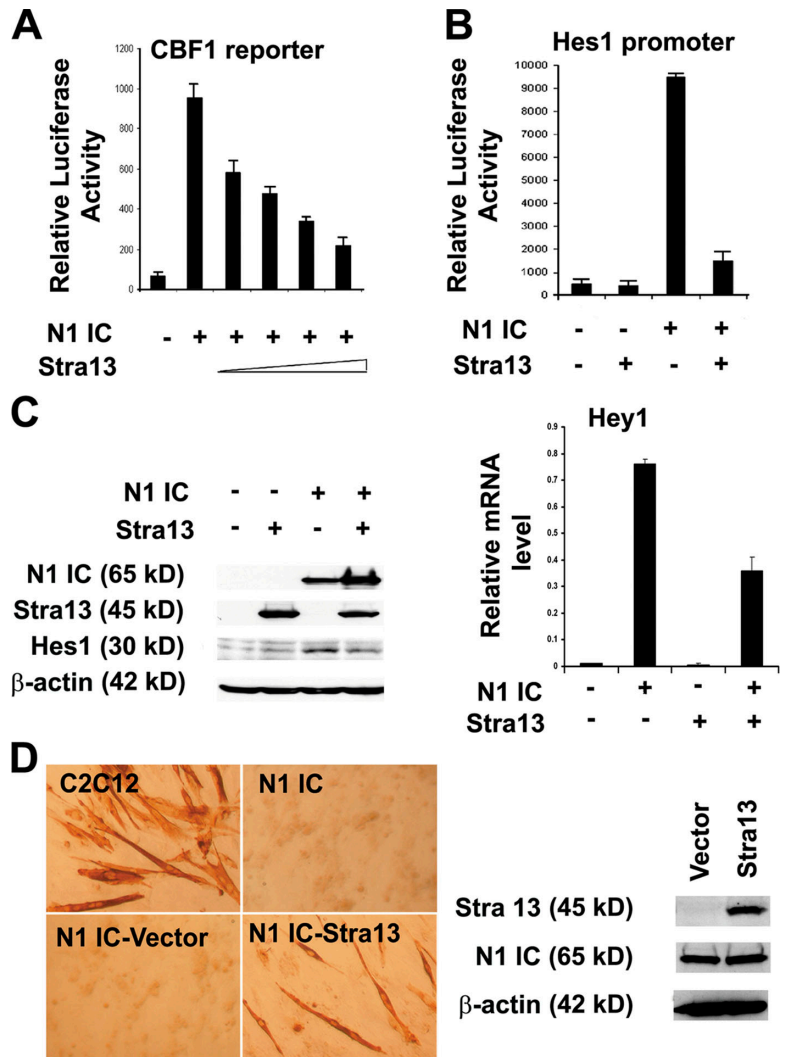 A
CBF1 reporter
Relative Luciferase
Activity
1200
1000
800
600
400
200
0
N1 IC - + + + + +
Stra13
B
Hes1 promoter
Relative Luciferase
Activity
10000
9000
8000
7000
6000
5000
4000
3000
2000
1000
0
N1 IC - - + +
Stra13 - + - +
C
N1 IC - - + +
Stra13 - + - +
N1 IC (65 kD)
Stra13 (45 kD)
Hes1 (30 kD)
β-actin (42 kD)
Hey1
Relative mRNA
level
0.9
0.8
0.7
0.6
0.5
0.4
0.3
0.2
0.1
0
N1 IC - + - +
Stra13 - - + +
D
C2C12
N1 IC
N1 IC-Vector
N1 IC-Stra13
Vector
Stra13
Stra 13 (45 kD)
N1 IC (65 kD)
β-actin (42 kD)